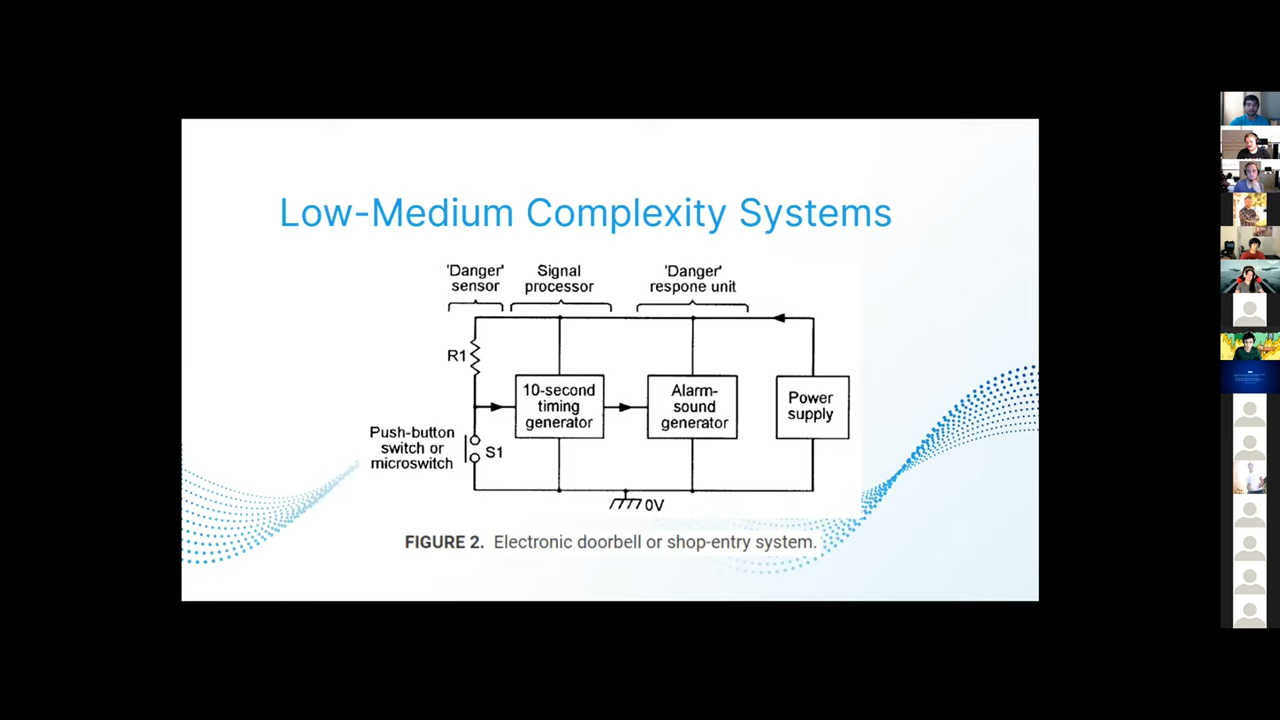 Low-Medium Complexity Systems
'Danger'
sensor
Signal
processor
'Danger'
respone unit
R1
10-second
timing
generator
Alarm-
sound
generator
Power
supply
Push-button
switch or
microswitch
S1
0V
FIGURE 2. Electronic doorbell or shop-entry system.